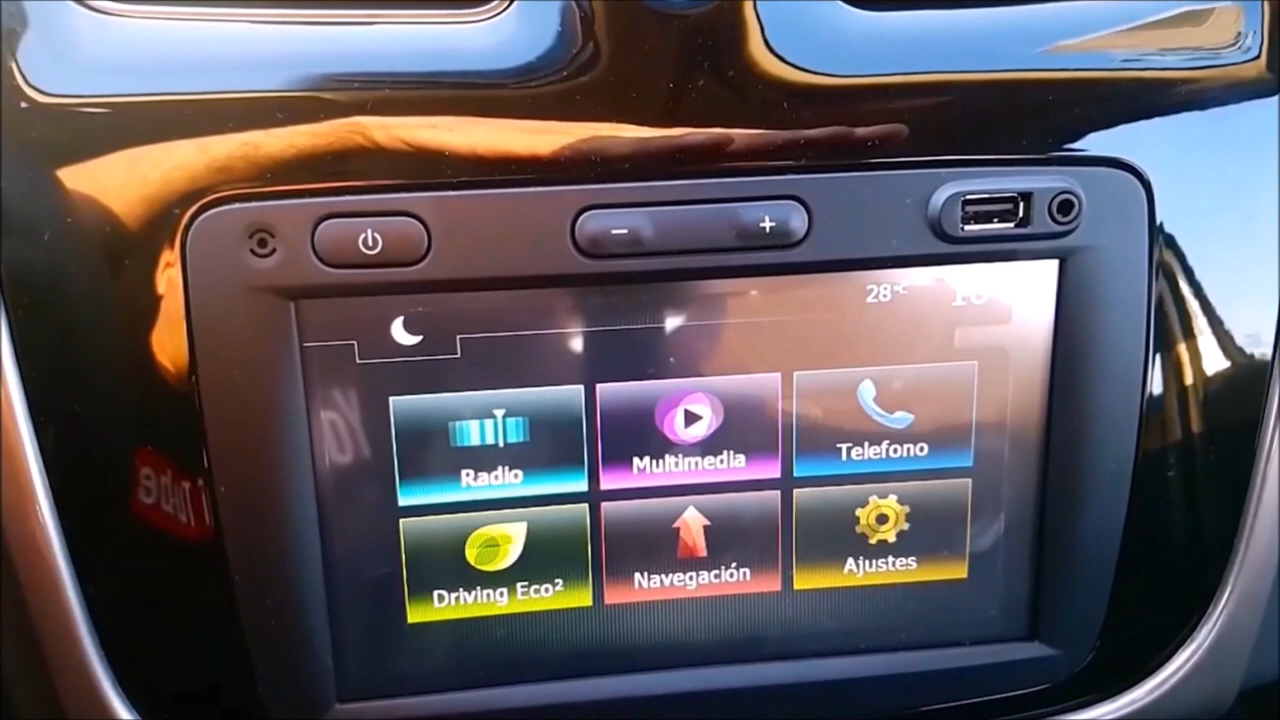 28°C
Radio
Multimedia
Telefono
Driving Eco²
Navegación
Ajustes